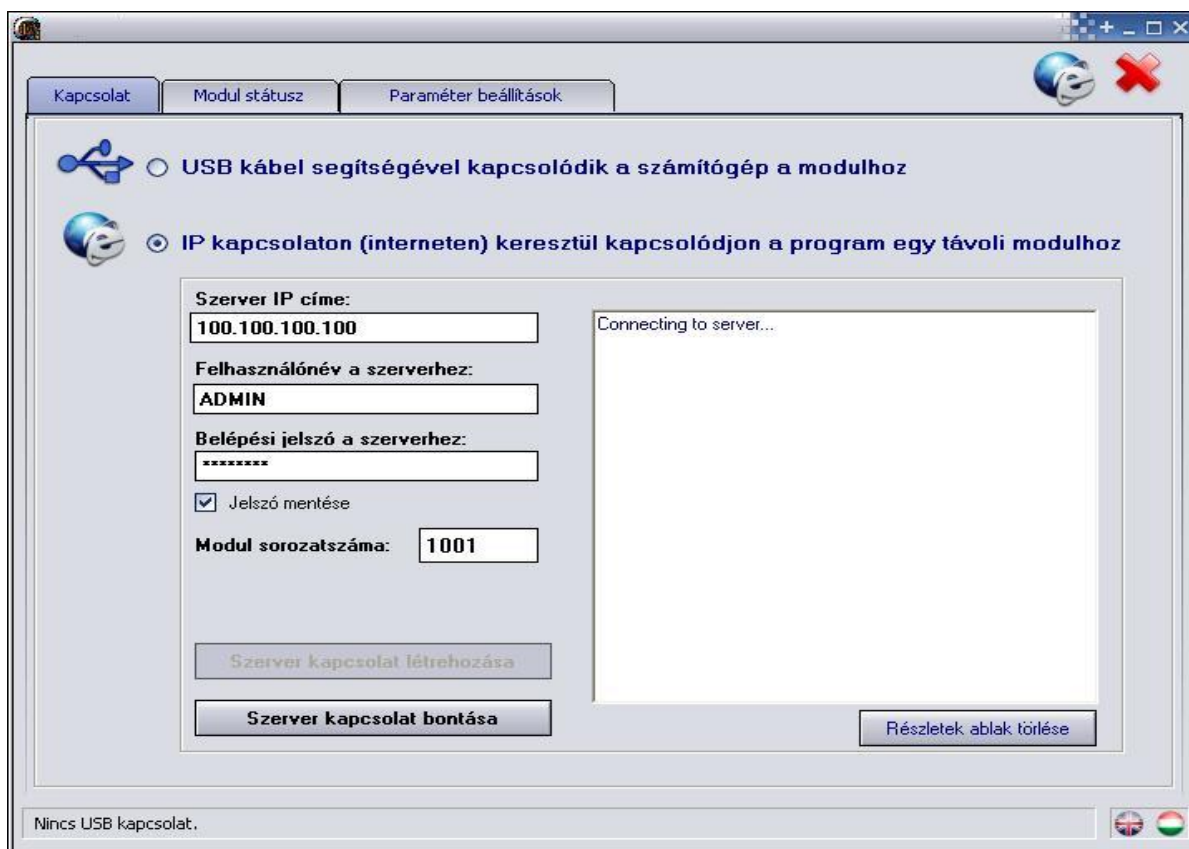 Kapcsolat
Modul státusz
Paraméter beállítások
USB kábel segítségével kapcsolódik a számítógép a modulhoz
IP kapcsolaton (interneten) keresztül kapcsolódjon a program egy távoli modulhoz
Szerver IP címe:
100.100.100.100
Felhasználónév a szerverhez:
ADMIN
Belépési jelszó a szerverhez:
********
Jelszó mentése
Modul sorozatszáma:
1001
Szerver kapcsolat létrehozása
Szerver kapcsolat bontása
Connecting to server...
Részletek ablak törlése
Nincs USB kapcsolat.